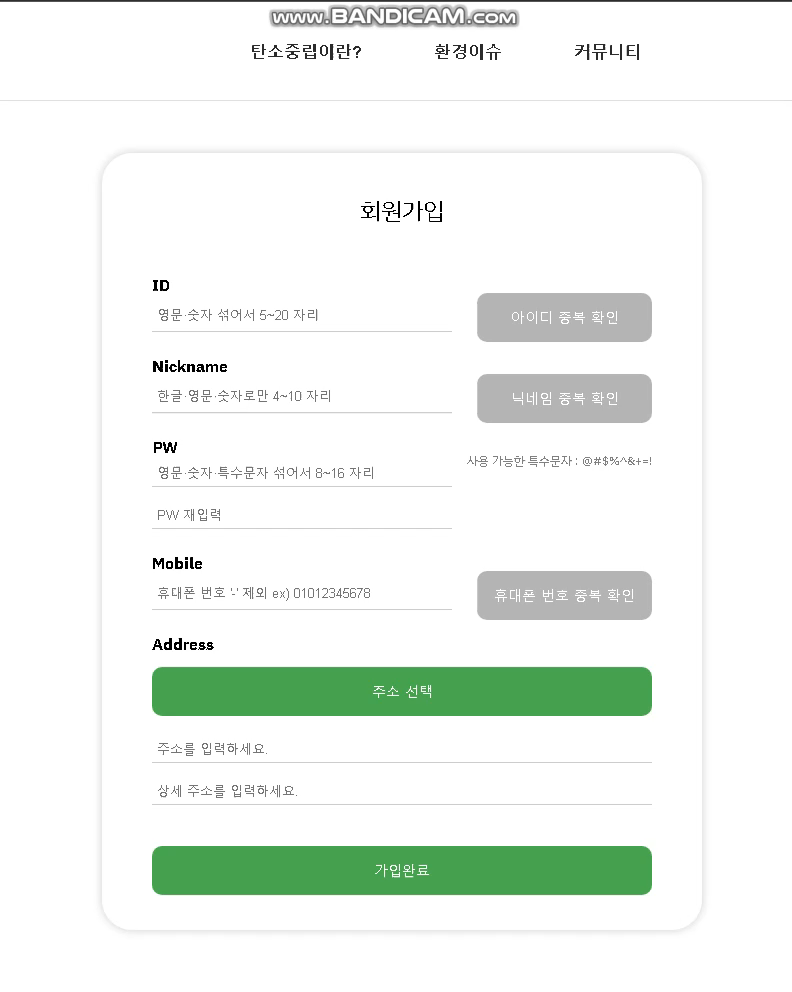 www.BANDICAM.com
탄소중립이란? 환경이슈 커뮤니티
회원가입
ID
영문·숫자 섞어서 5~20 자리
아이디 중복 확인
Nickname
한글·영문·숫자로만 4~10 자리
닉네임 중복 확인
PW
사용 가능한 특수문자 : @#$%^&+=!
영문·숫자·특수문자 섞어서 8~16 자리
PW 재입력
Mobile
휴대폰 번호 '-' 제외 ex) 01012345678
휴대폰 번호 중복 확인
Address
주소 선택
주소를 입력하세요.
상세 주소를 입력하세요.
가입완료